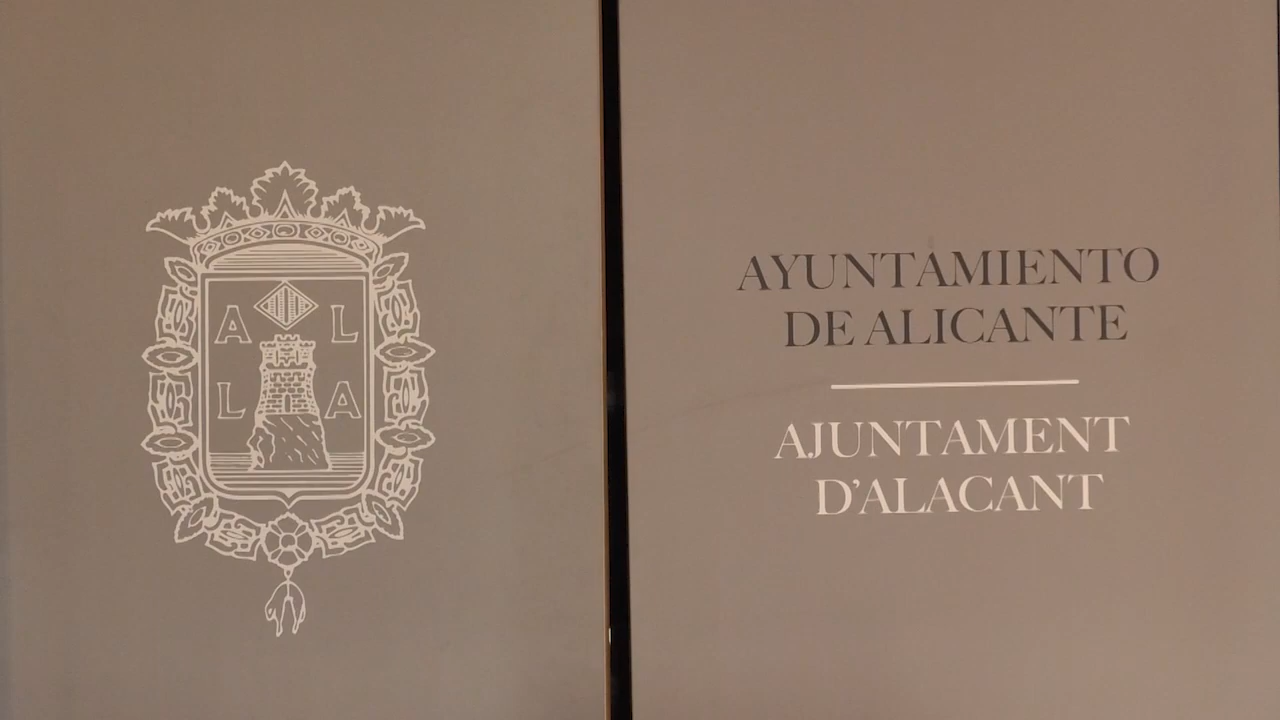 A L
L A
AYUNTAMIENTO
DE ALICANTE
AJUNTAMENT
D'ALACANT